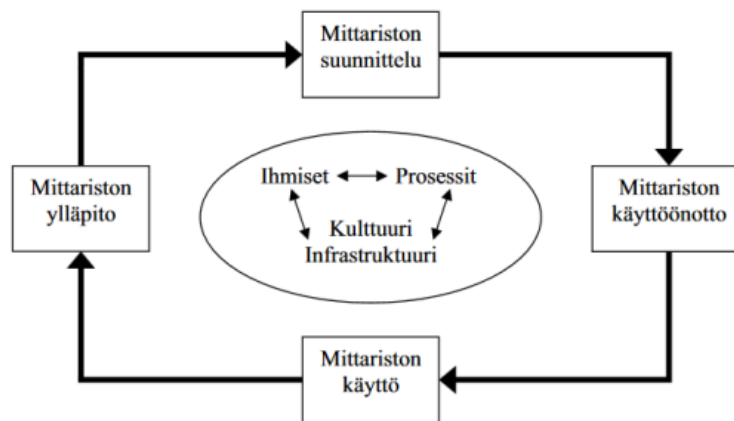 Mittariston
suunnittelu
Ihmiset
Prosessit
Kulttuuri
Infrastruktuuri
Mittariston
ylläpito
Mittariston
käyttöönotto
Mittariston
käyttö